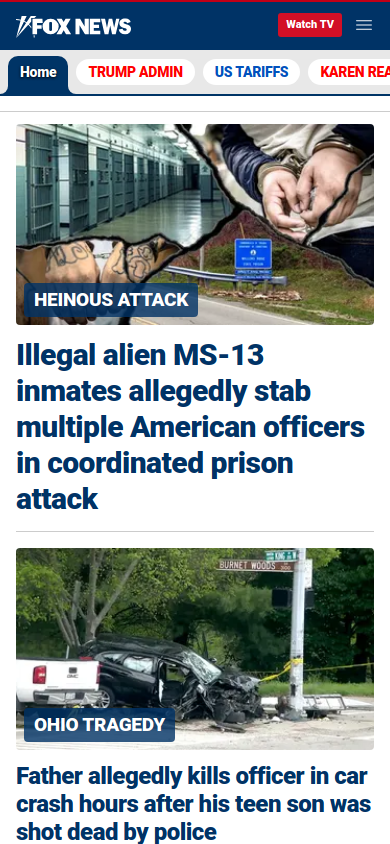 FOX NEWS
Watch TV
Home
TRUMP ADMIN
US TARIFFS
KAREN REA
HEINOUS ATTACK
Illegal alien MS-13
inmates allegedly stab
multiple American officers
in coordinated prison
attack
BURNET WOODS
OHIO TRAGEDY
Father allegedly kills officer in car
crash hours after his teen son was
shot dead by police